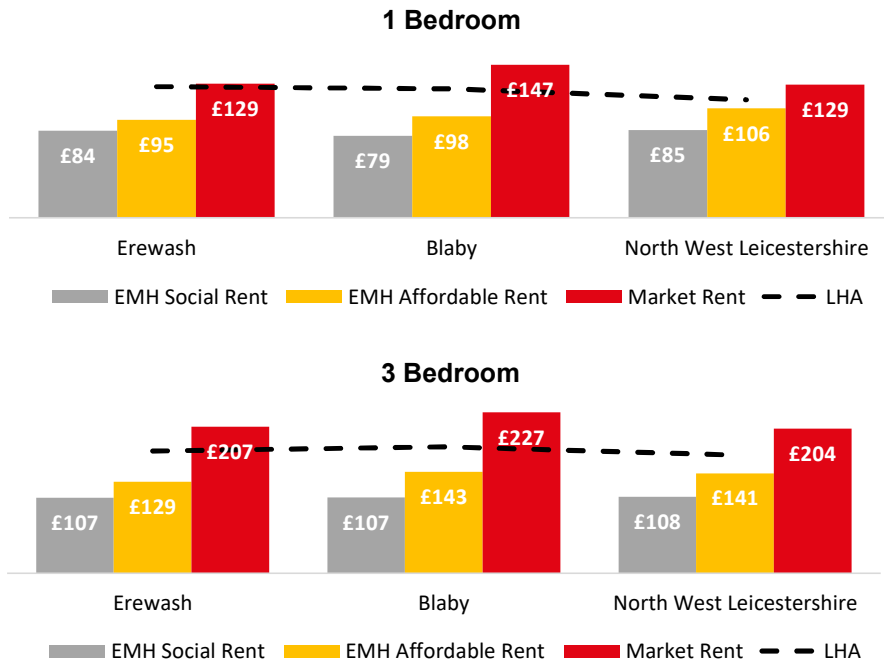 1 Bedroom
£84 £95 £129 £79 £98 £147 £85 £106 £129
Erewash Blaby North West Leicestershire
EMH Social Rent EMH Affordable Rent Market Rent LHA
3 Bedroom
£107 £129 £207 £107 £143 £227 £108 £141 £204
Erewash Blaby North West Leicestershire
EMH Social Rent EMH Affordable Rent Market Rent LHA